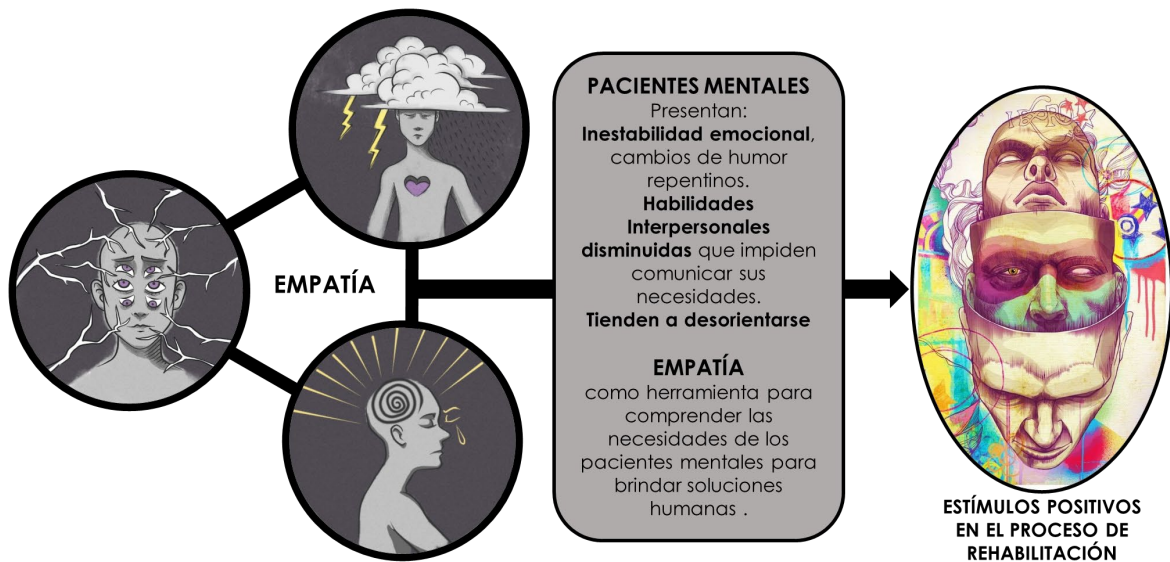 EMPATÍA
PACIENTES MENTALES
Presentan:
Inestabilidad emocional,
cambios de humor
repentinos.
Habilidades
Interpersonales
disminuidas que impiden
comunicar sus
necesidades.
Tienden a desorientarse
EMPATÍA
como herramienta para
comprender las
necesidades de los
pacientes mentales para
brindar soluciones
humanas .
ESTÍMULOS POSITIVOS
EN EL PROCESO DE
REHABILITACIÓN